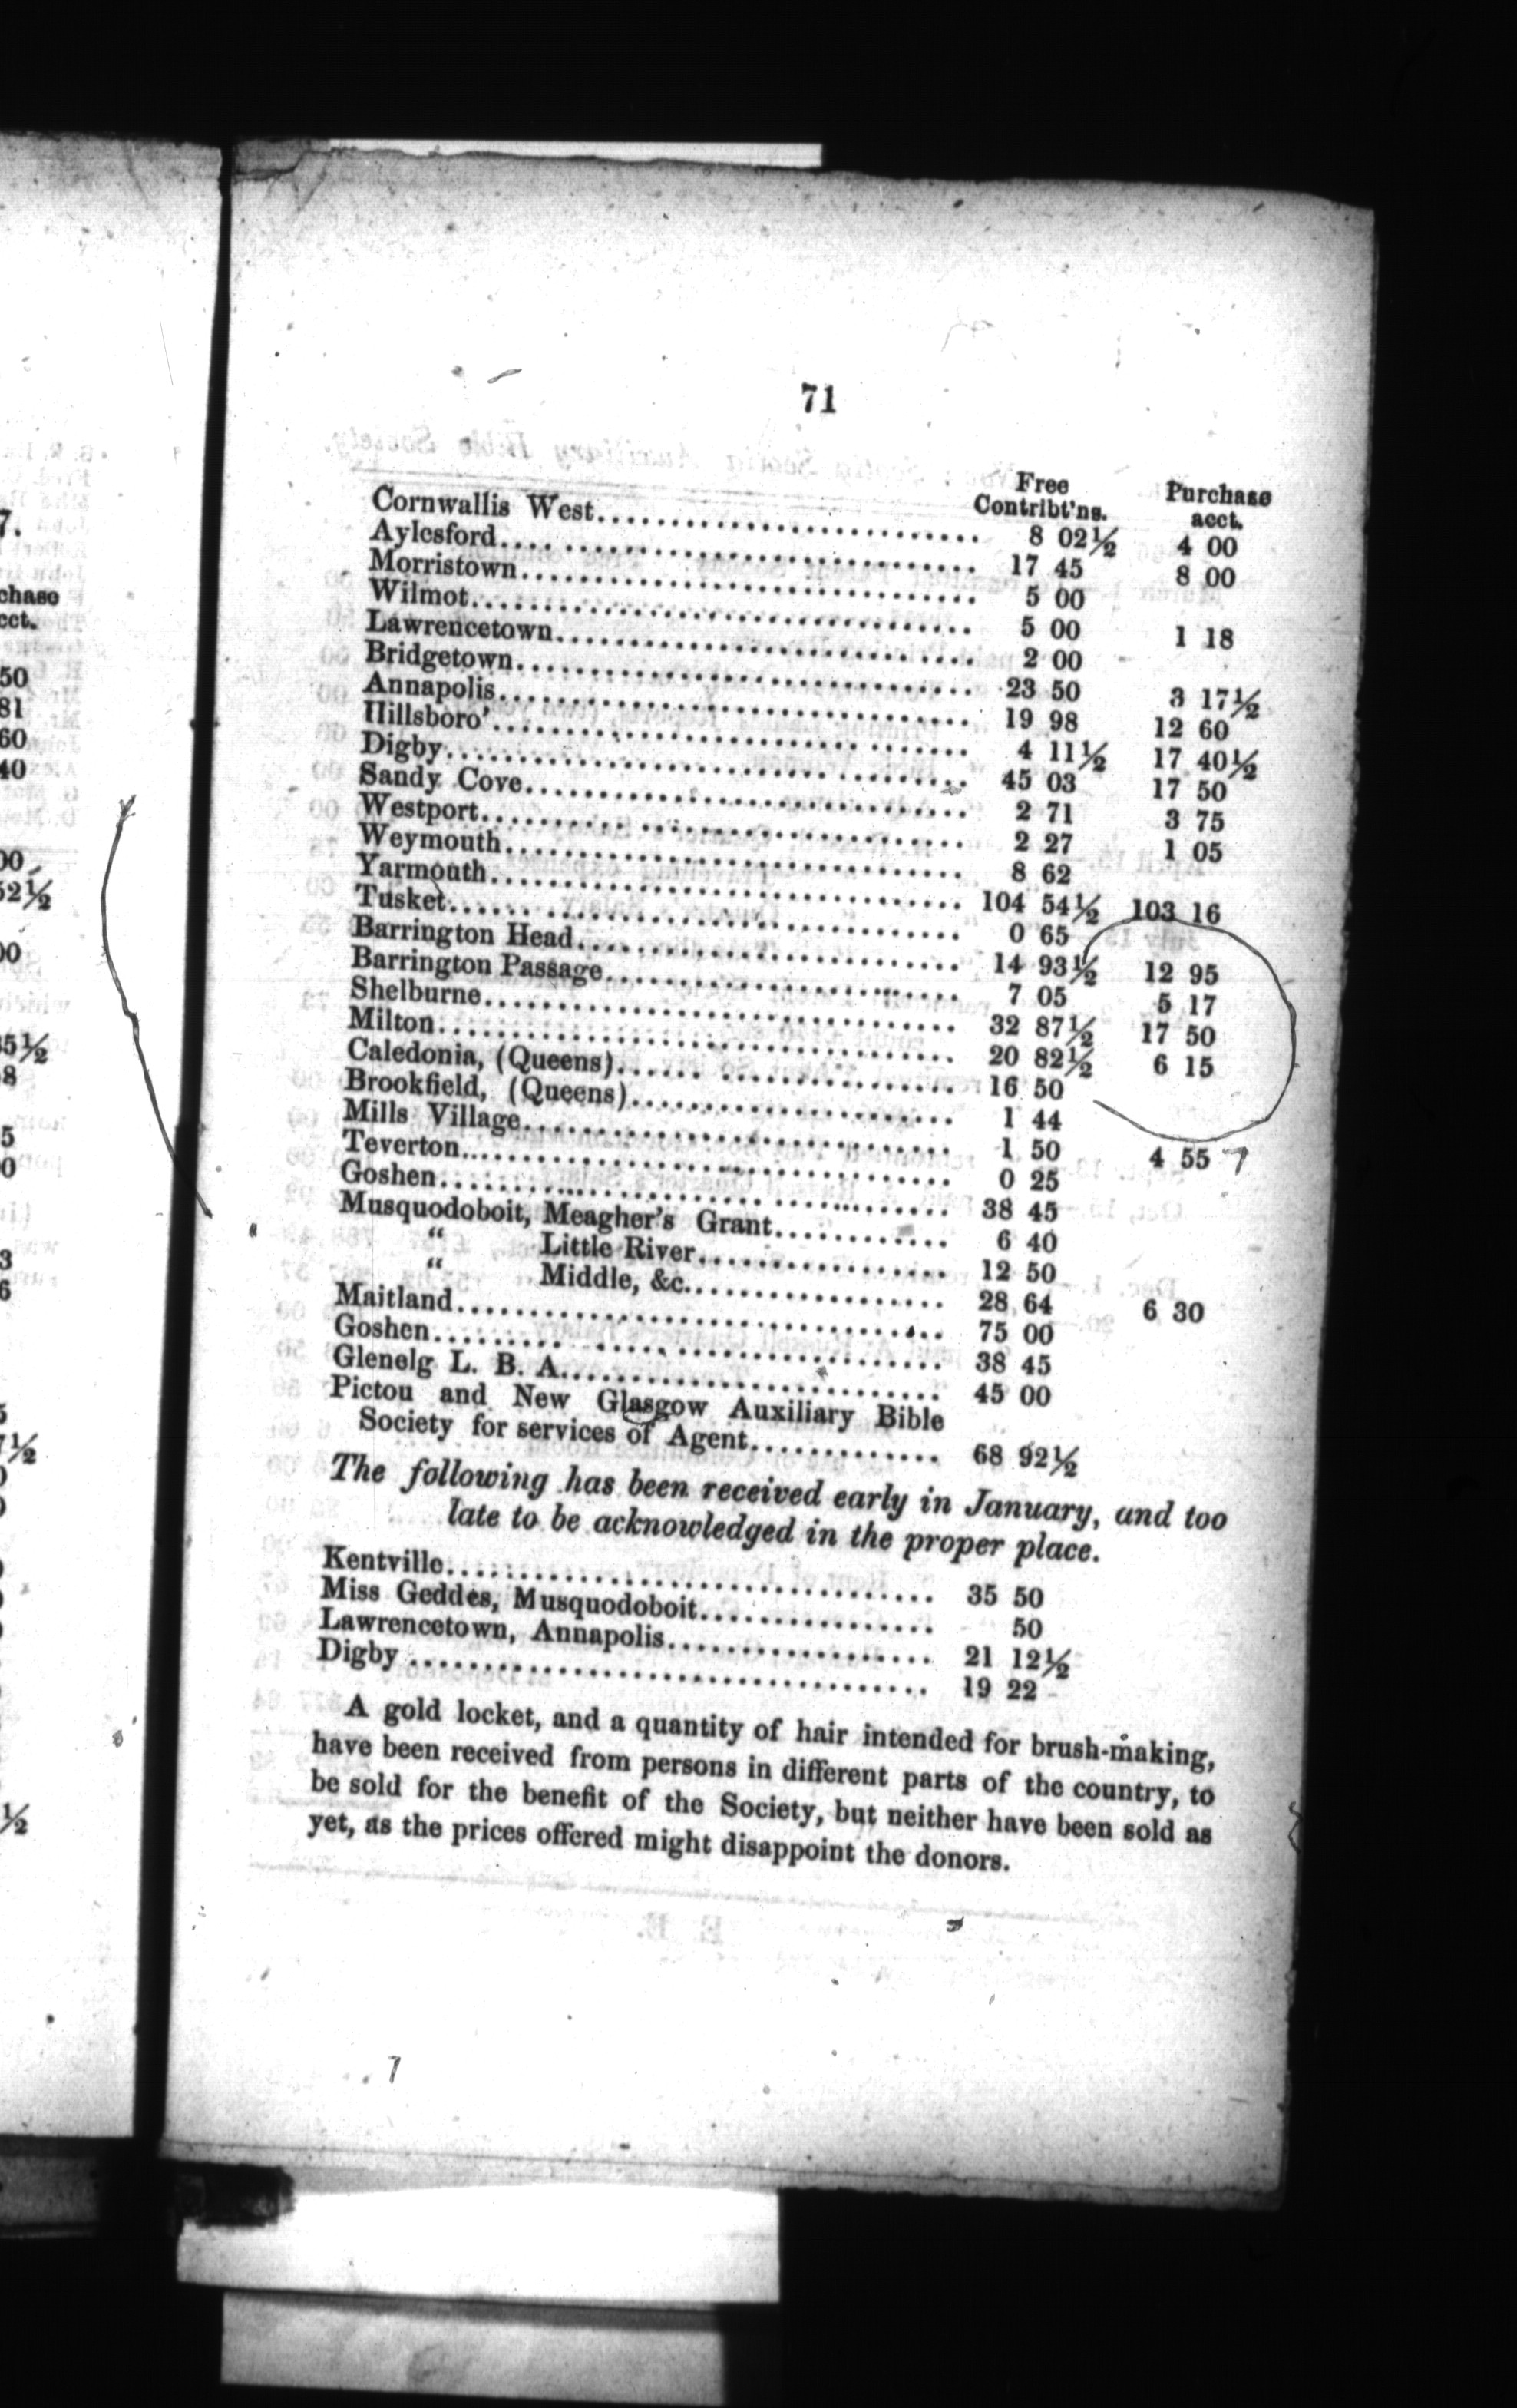 71
Free Contribt'ns. Purchase acct.
Cornwallis West 8 02½ 4 00
Aylesford 17 45 8 00
Morristown 5 00
Wilmot 5 00 1 18
Lawrencetown 2 00
Bridgetown 23 50 3 17½
Annapolis 19 98 12 60
Hillsboro' 4 11½ 17 40½
Digby 45 03 17 50
Sandy Cove 2 71 3 75
Westport 2 27 1 05
Weymouth 8 62
Yarmouth 104 54½ 103 16
Tusket 0 65
Barrington Head 14 93½ 12 95
Barrington Passage 7 05 5 17
Shelburne 32 87½ 17 50
Milton 20 82½ 6 15
Caledonia, (Queens) 16 50
Brookfield, (Queens) 1 44
Mills Village 1 50 4 55
Teverton 0 25
Goshen 38 45
Musquodoboit, Meagher's Grant 6 40
" Little River 12 50
" Middle, &c. 28 64 6 30
Maitland 75 00
Goshen 38 45
Glenelg L. B. A. 45 00
Pictou and New Glasgow Auxiliary Bible
Society for services of Agent 68 92½
The following has been received early in January, and too
late to be acknowledged in the proper place.
Kentville 35 50
Miss Geddes, Musquodoboit 50
Lawrencetown, Annapolis 21 12½
Digby 19 22
A gold locket, and a quantity of hair intended for brush-making,
have been received from persons in different parts of the country, to
be sold for the benefit of the Society, but neither have been sold as
yet, as the prices offered might disappoint the donors.